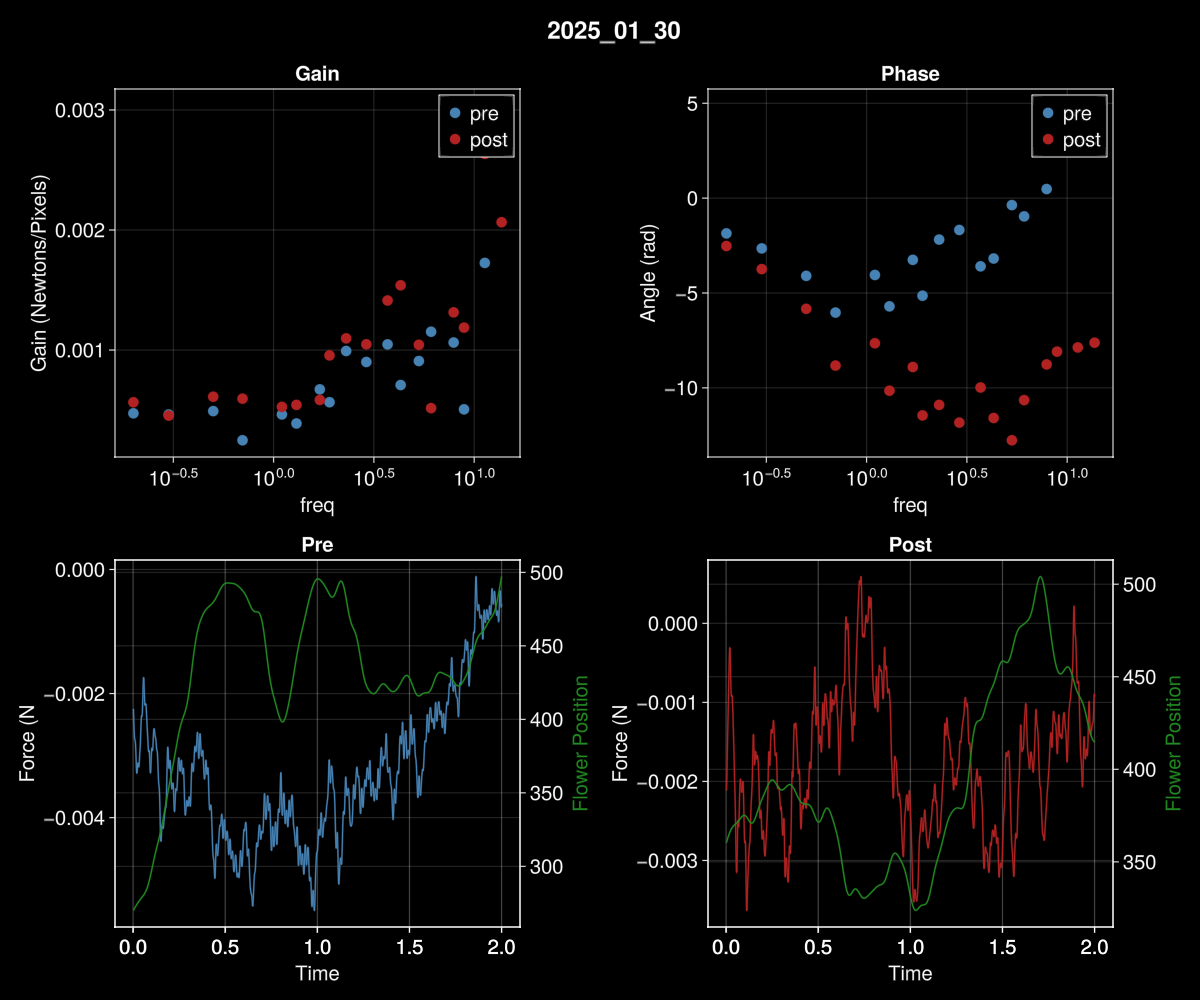 2025_01_30
Gain
Phase
0.003
0.002
0.001
Gain (Newtons/Pixels)
pre
post
10^−0.5 10^0.0 10^0.5 10^1.0
freq
5
0
−5
−10
Angle (rad)
pre
post
10^−0.5 10^0.0 10^0.5 10^1.0
freq
Pre
Post
0.000
−0.002
−0.004
Force (N
500
450
400
350
300
Flower Position
0.0 0.5 1.0 1.5 2.0
Time
0.000
−0.001
−0.002
−0.003
Force (N
500
450
400
350
Flower Position
0.0 0.5 1.0 1.5 2.0
Time